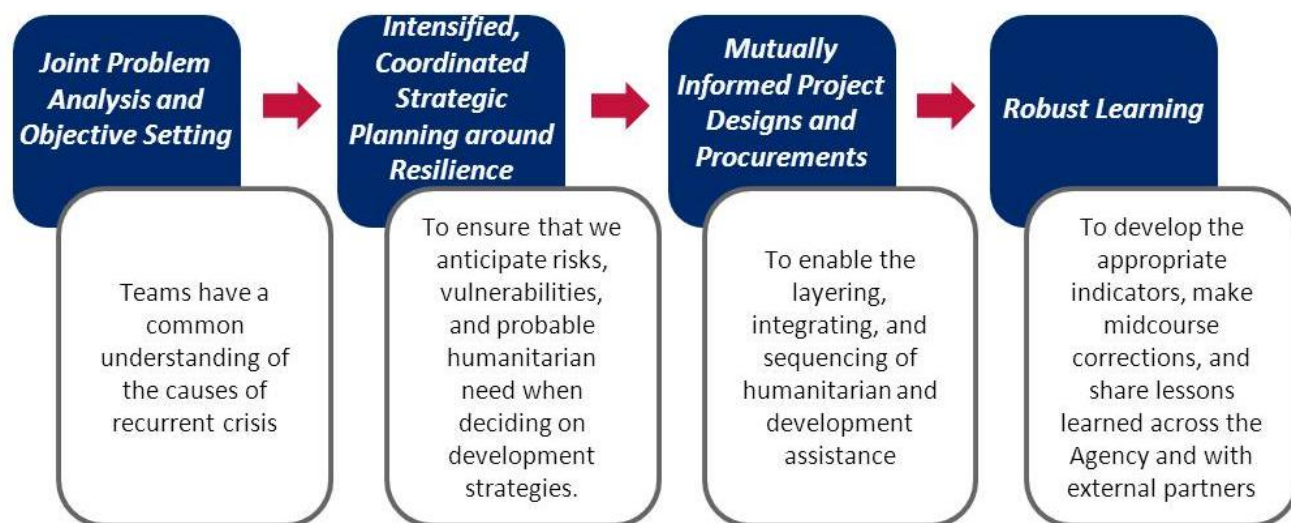 Joint Problem
Analysis and
Objective Setting
Teams have a
common
understanding of
the causes of
recurrent crisis
Intensified,
Coordinated
Strategic
Planning around
Resilience
To ensure that we
anticipate risks,
vulnerabilities,
and probable
humanitarian
need when
deciding on
development
strategies.
Mutually
Informed Project
Designs and
Procurements
To enable the
layering,
integrating, and
sequencing of
humanitarian and
development
assistance
Robust Learning
To develop the
appropriate
indicators, make
midcourse
corrections, and
share lessons
learned across the
Agency and with
external partners